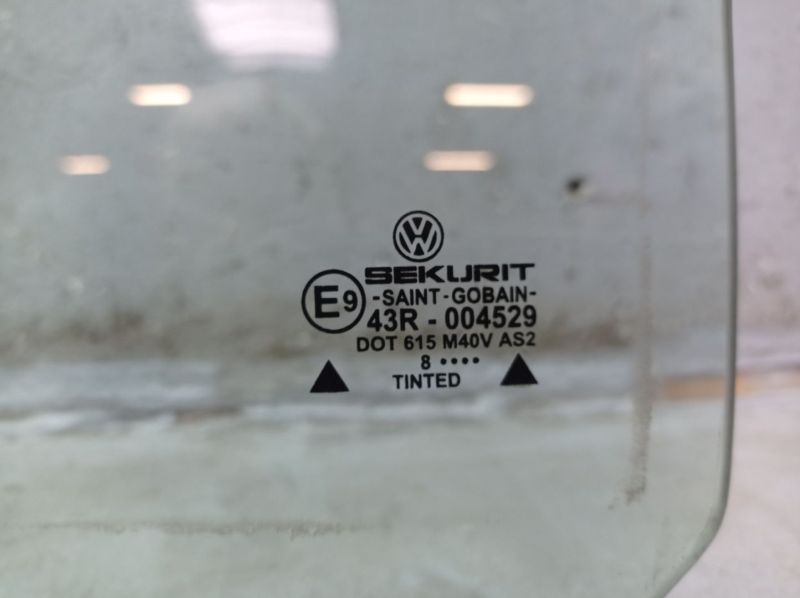 SEKURIT
E9
-SAINT-GOBAIN-
43R - 004529
DOT 615 M40V AS2
8 ••••
TINTED